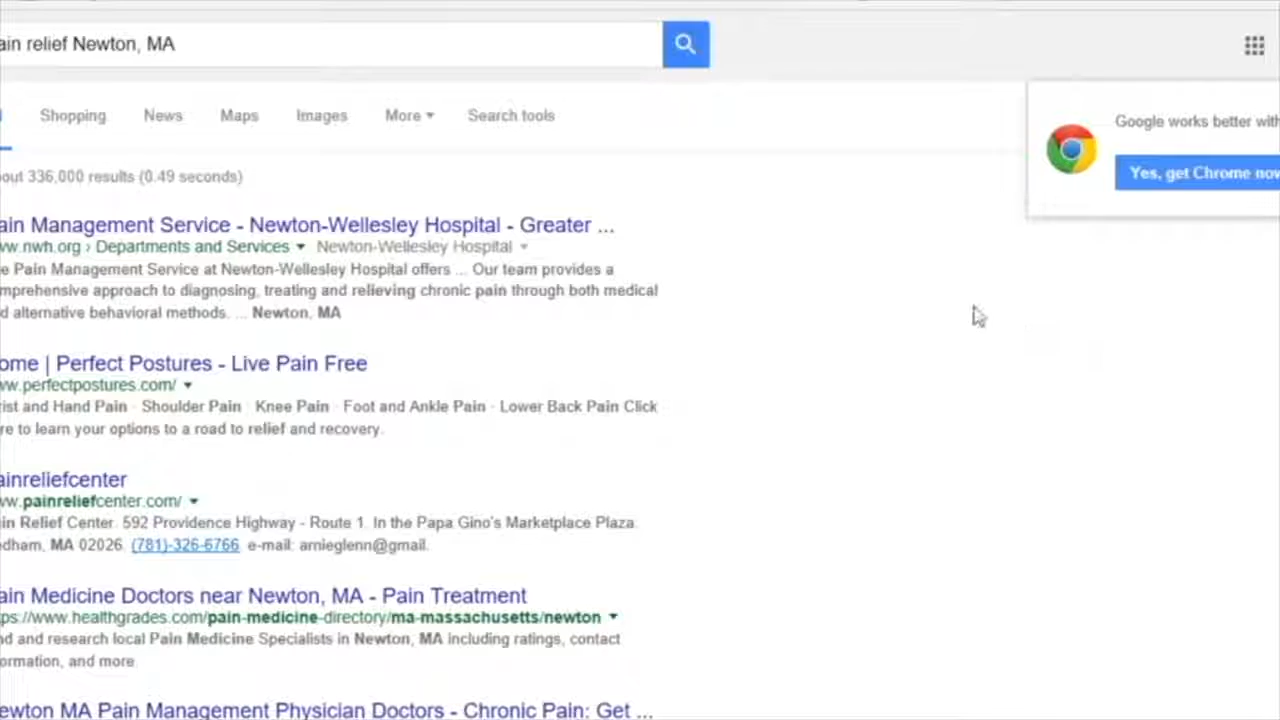 ain relief Newton, MA
Shopping News Maps Images More Search tools
Google works better with
Yes, get Chrome now
out 336,000 results (0.49 seconds)
ain Management Service - Newton-Wellesley Hospital - Greater ...
ww.nwh.org › Departments and Services Newton-Wellesley Hospital
e Pain Management Service at Newton-Wellesley Hospital offers ... Our team provides a
mprehensive approach to diagnosing, treating and relieving chronic pain through both medical
d alternative behavioral methods. ... Newton, MA
ome | Perfect Postures - Live Pain Free
ww.perfectpostures.com/
ist and Hand Pain · Shoulder Pain · Knee Pain · Foot and Ankle Pain · Lower Back Pain Click
re to learn your options to a road to relief and recovery.
ainreliefcenter
ww.painreliefcenter.com/
in Relief Center. 592 Providence Highway - Route 1. In the Papa Gino's Marketplace Plaza.
edham, MA 02026. (781)-326-6766. e-mail: arnieglenn@gmail.
ain Medicine Doctors near Newton, MA - Pain Treatment
ps://www.healthgrades.com/pain-medicine-directory/ma-massachusetts/newton
nd and research local Pain Medicine Specialists in Newton, MA including ratings, contact
ormation, and more.
ewton MA Pain Management Physician Doctors - Chronic Pain: Get ...